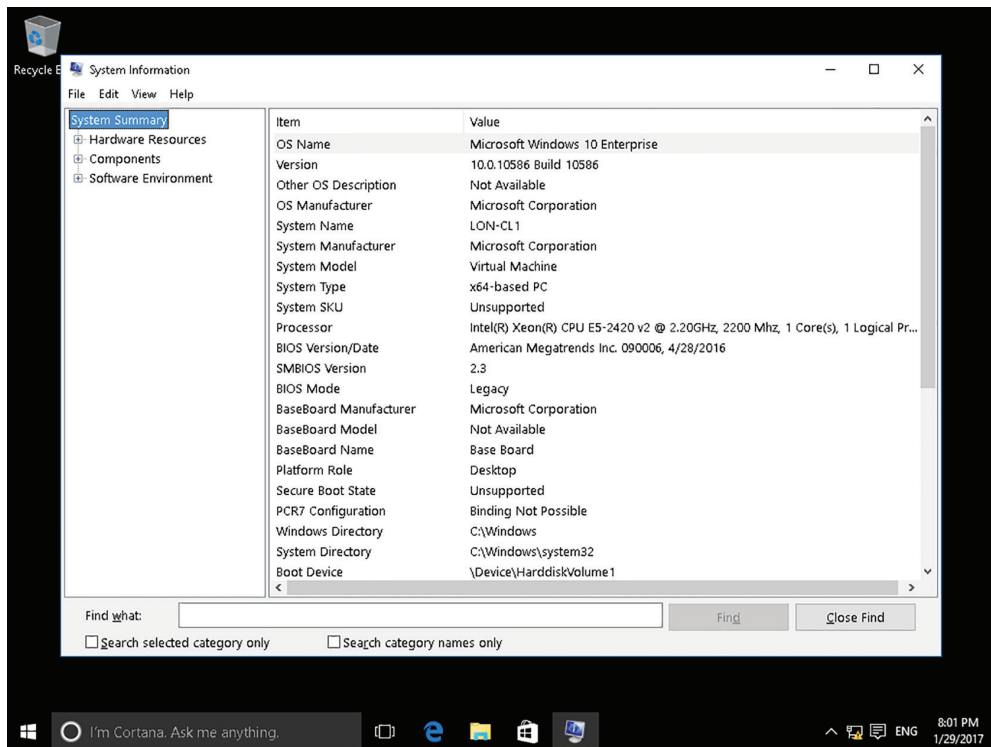 Recycle B
System Information
File Edit View Help
System Summary
Hardware Resources
Components
Software Environment
Item Value
OS Name Microsoft Windows 10 Enterprise
Version 10.0.10586 Build 10586
Other OS Description Not Available
OS Manufacturer Microsoft Corporation
System Name LON-CL1
System Manufacturer Microsoft Corporation
System Model Virtual Machine
System Type x64-based PC
System SKU Unsupported
Processor Intel(R) Xeon(R) CPU E5-2420 v2 @ 2.20GHz, 2200 Mhz, 1 Core(s), 1 Logical Pr...
BIOS Version/Date American Megatrends Inc. 090006, 4/28/2016
SMBIOS Version 2.3
BIOS Mode Legacy
BaseBoard Manufacturer Microsoft Corporation
BaseBoard Model Not Available
BaseBoard Name Base Board
Platform Role Desktop
Secure Boot State Unsupported
PCR7 Configuration Binding Not Possible
Windows Directory C:\Windows
System Directory C:\Windows\system32
Boot Device \Device\HarddiskVolume1
Find what: Find Close Find
Search selected category only Search category names only
I'm Cortana. Ask me anything. ENG 8:01 PM
1/29/2017